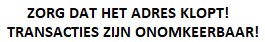 ZORG DAT HET ADRES KLOPT!
TRANSACTIES ZIJN ONOMKEERBAAR!